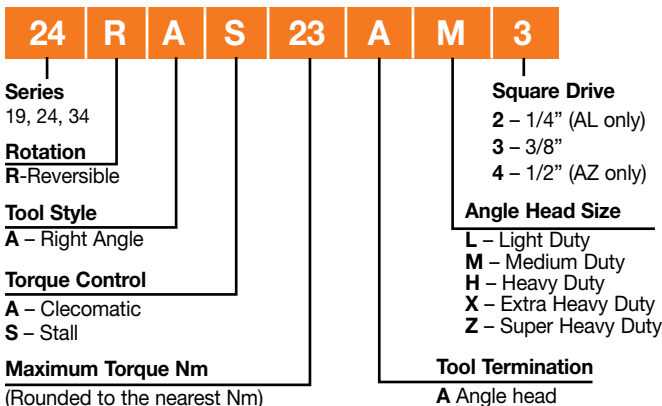 24 R A S 23 A M 3
Series
19, 24, 34
Rotation
R-Reversible
Tool Style
A – Right Angle
Torque Control
A – Clecomatic
S – Stall
Maximum Torque Nm
(Rounded to the nearest Nm)
Square Drive
2 – 1/4” (AL only)
3 – 3/8”
4 – 1/2” (AZ only)
Angle Head Size
L – Light Duty
M – Medium Duty
H – Heavy Duty
X – Extra Heavy Duty
Z – Super Heavy Duty
Tool Termination
A Angle head